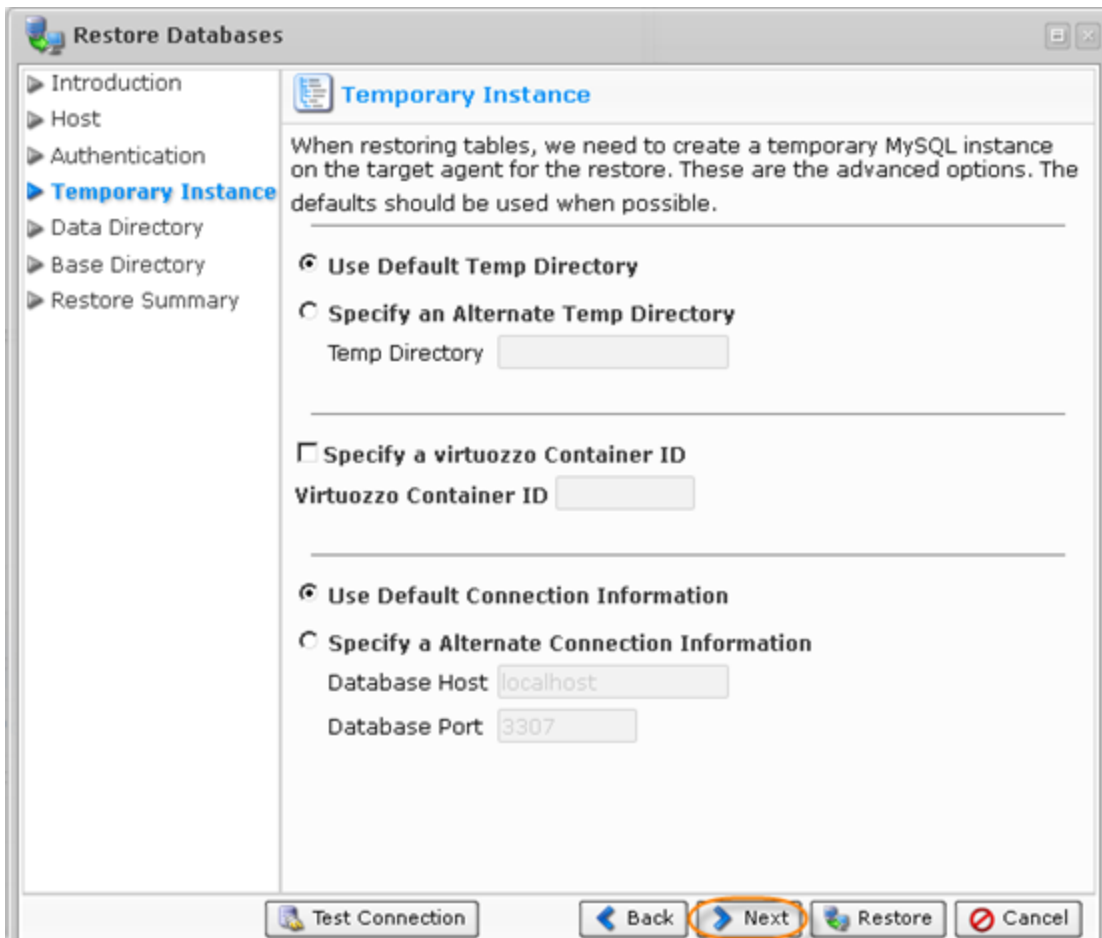 Restore Databases
Introduction
Host
Authentication
Temporary Instance
Data Directory
Base Directory
Restore Summary
Temporary Instance
When restoring tables, we need to create a temporary MySQL instance
on the target agent for the restore. These are the advanced options. The
defaults should be used when possible.
Use Default Temp Directory
Specify an Alternate Temp Directory
Temp Directory
Specify a virtuozzo Container ID
Virtuozzo Container ID
Use Default Connection Information
Specify a Alternate Connection Information
Database Host localhost
Database Port 3307
Test Connection Back Next Restore Cancel